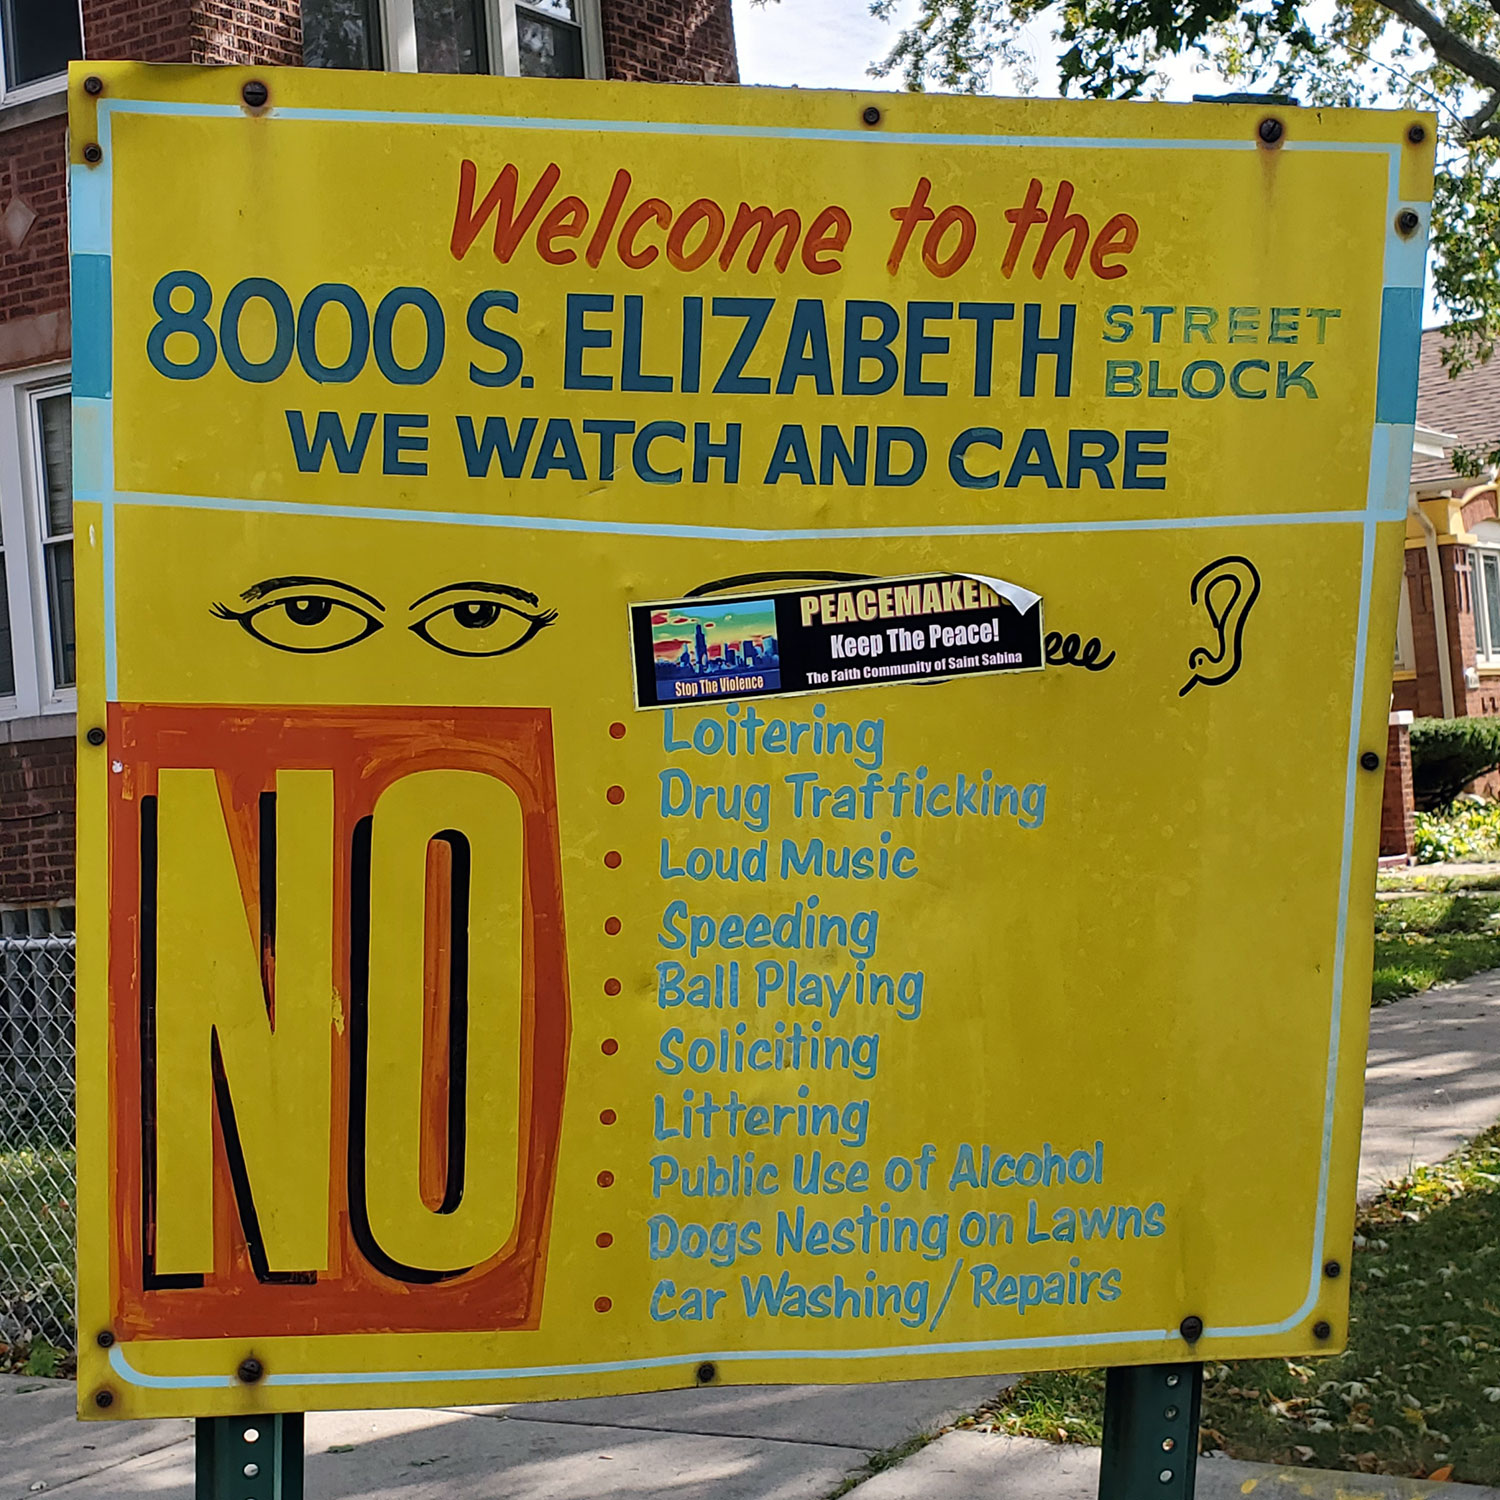 Welcome to the
8000 S. ELIZABETH STREET BLOCK
WE WATCH AND CARE
PEACEMAKERS
Keep The Peace!
The Faith Community of Saint Sabina
Stop The Violence
NO
• Loitering
• Drug Trafficking
• Loud Music
• Speeding
• Ball Playing
• Soliciting
• Littering
• Public Use of Alcohol
• Dogs Nesting on Lawns
• Car Washing/Repairs